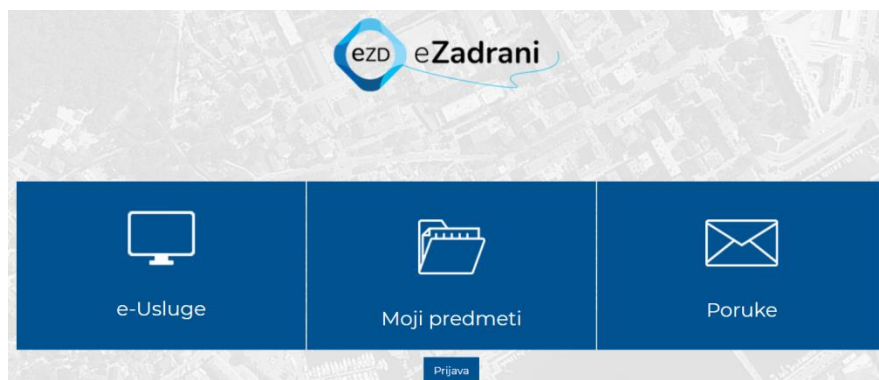 ezd eZadrani
e-Usluge
Moji predmeti
Poruke
Prijava